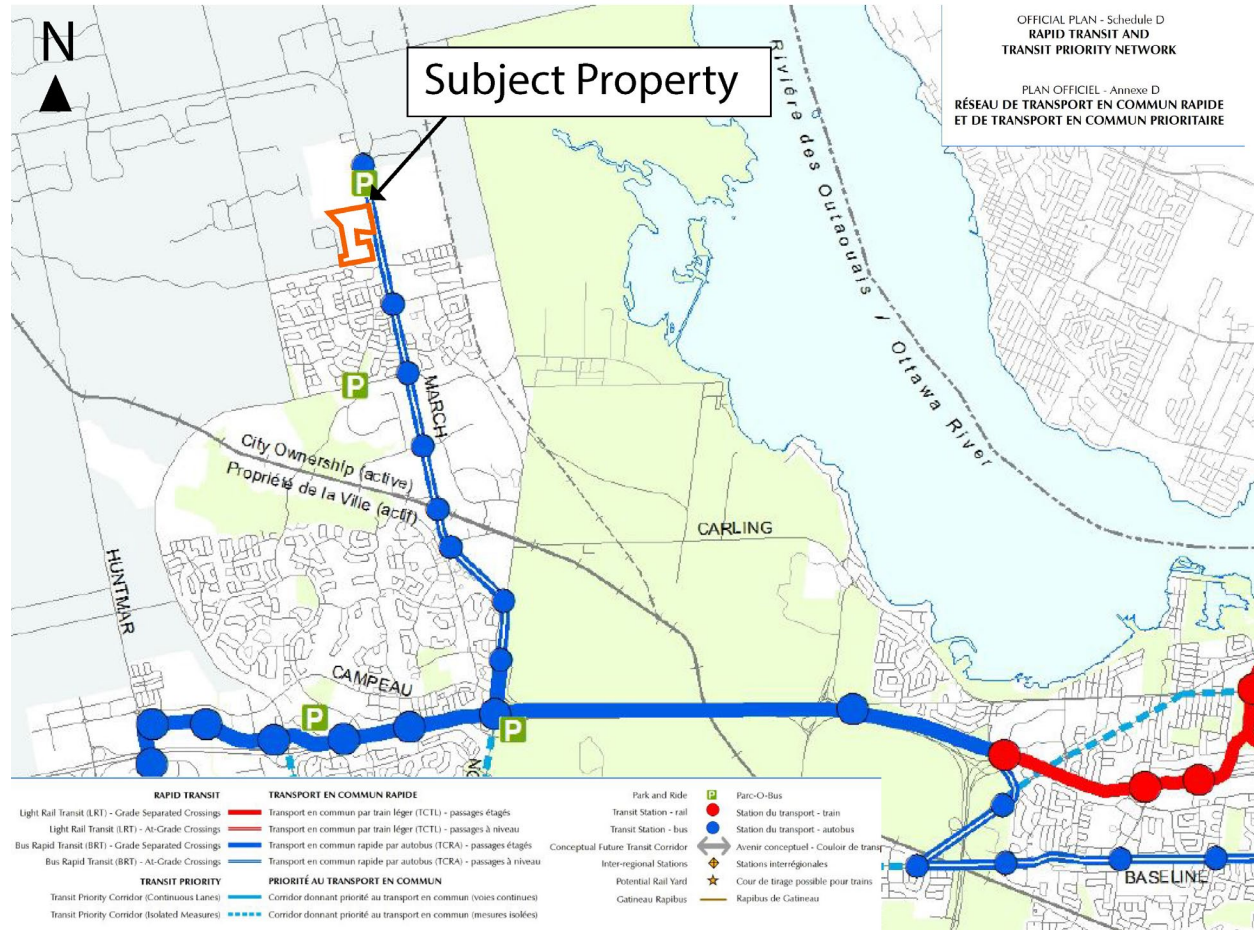 N
Subject Property
OFFICIAL PLAN - Schedule D
RAPID TRANSIT AND
TRANSIT PRIORITY NETWORK
PLAN OFFICIEL - Annexe D
RÉSEAU DE TRANSPORT EN COMMUN RAPIDE
ET DE TRANSPORT EN COMMUN PRIORITAIRE
Rivière des Outaouais / Ottawa River
P
P
MARCH
City Ownership (active)
Propriété de la Ville (actif)
CARLING
HUNTMAR
CAMPEAU
P
P
BASELINE
RAPID TRANSIT
TRANSPORT EN COMMUN RAPIDE
Light Rail Transit (LRT) - Grade Separated Crossings
Transport en commun par train léger (TCTL) - passages étagés
Light Rail Transit (LRT) - At-Grade Crossings
Transport en commun par train léger (TCTL) - passages à niveau
Bus Rapid Transit (BRT) - Grade Separated Crossings
Transport en commun rapide par autobus (TCRA) - passages étagés
Bus Rapid Transit (BRT) - At-Grade Crossings
Transport en commun rapide par autobus (TCRA) - passages à niveau
TRANSIT PRIORITY
PRIORITÉ AU TRANSPORT EN COMMUN
Transit Priority Corridor (Continuous Lanes)
Corridor donnant priorité au transport en commun (voies continues)
Transit Priority Corridor (Isolated Measures)
Corridor donnant priorité au transport en commun (mesures isolées)
Park and Ride P Parc-O-Bus
Transit Station - rail Station du transport - train
Transit Station - bus Station du transport - autobus
Conceptual Future Transit Corridor Avenir conceptuel - Couloir de trans
Inter-regional Stations Stations interrégionales
Potential Rail Yard Cour de tirage possible pour trains
Gatineau Rapibus Rapibus de Gatineau